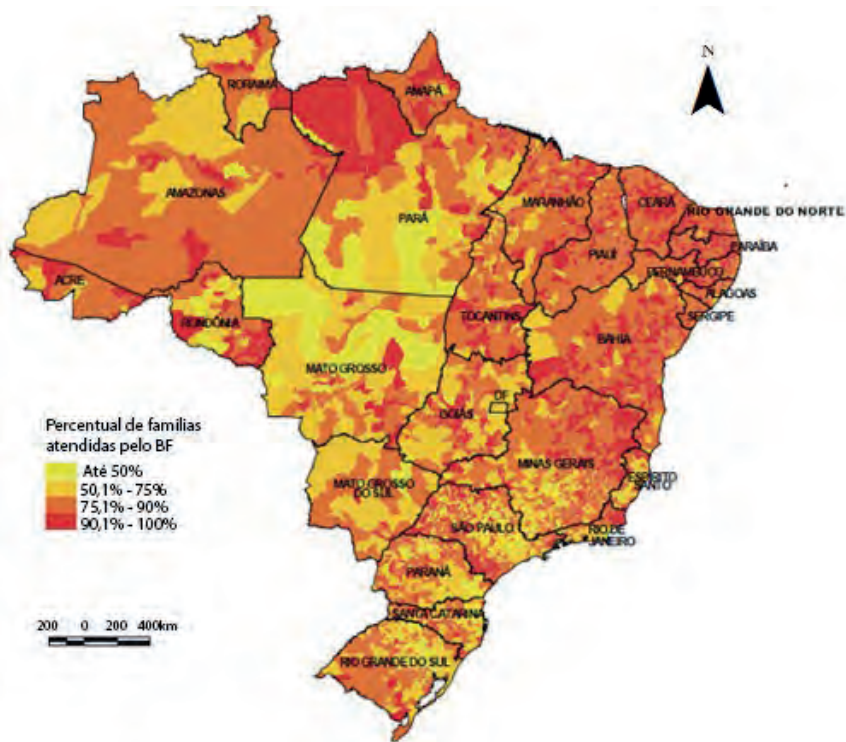 N
RORAIMA
AMAPÁ
AMAZONAS
PARÁ
MARANHÃO
CEARÁ
RIO GRANDE DO NORTE
PARAÍBA
PIAUÍ
PERNAMBUCO
ACRE
ALAGOAS
SERGIPE
TOCANTINS
RONDÔNIA
BAHIA
MATO GROSSO
DF
GOIÁS
Percentual de famílias
atendidas pelo BF
Até 50%
50,1% - 75%
75,1% - 90%
90,1% - 100%
MINAS GERAIS
ESPÍRITO
SANTO
MATO GROSSO
DO SUL
SÃO PAULO
RIO DE
JANEIRO
PARANÁ
SANTA CATARINA
200 0 200 400km
RIO GRANDE DO SUL